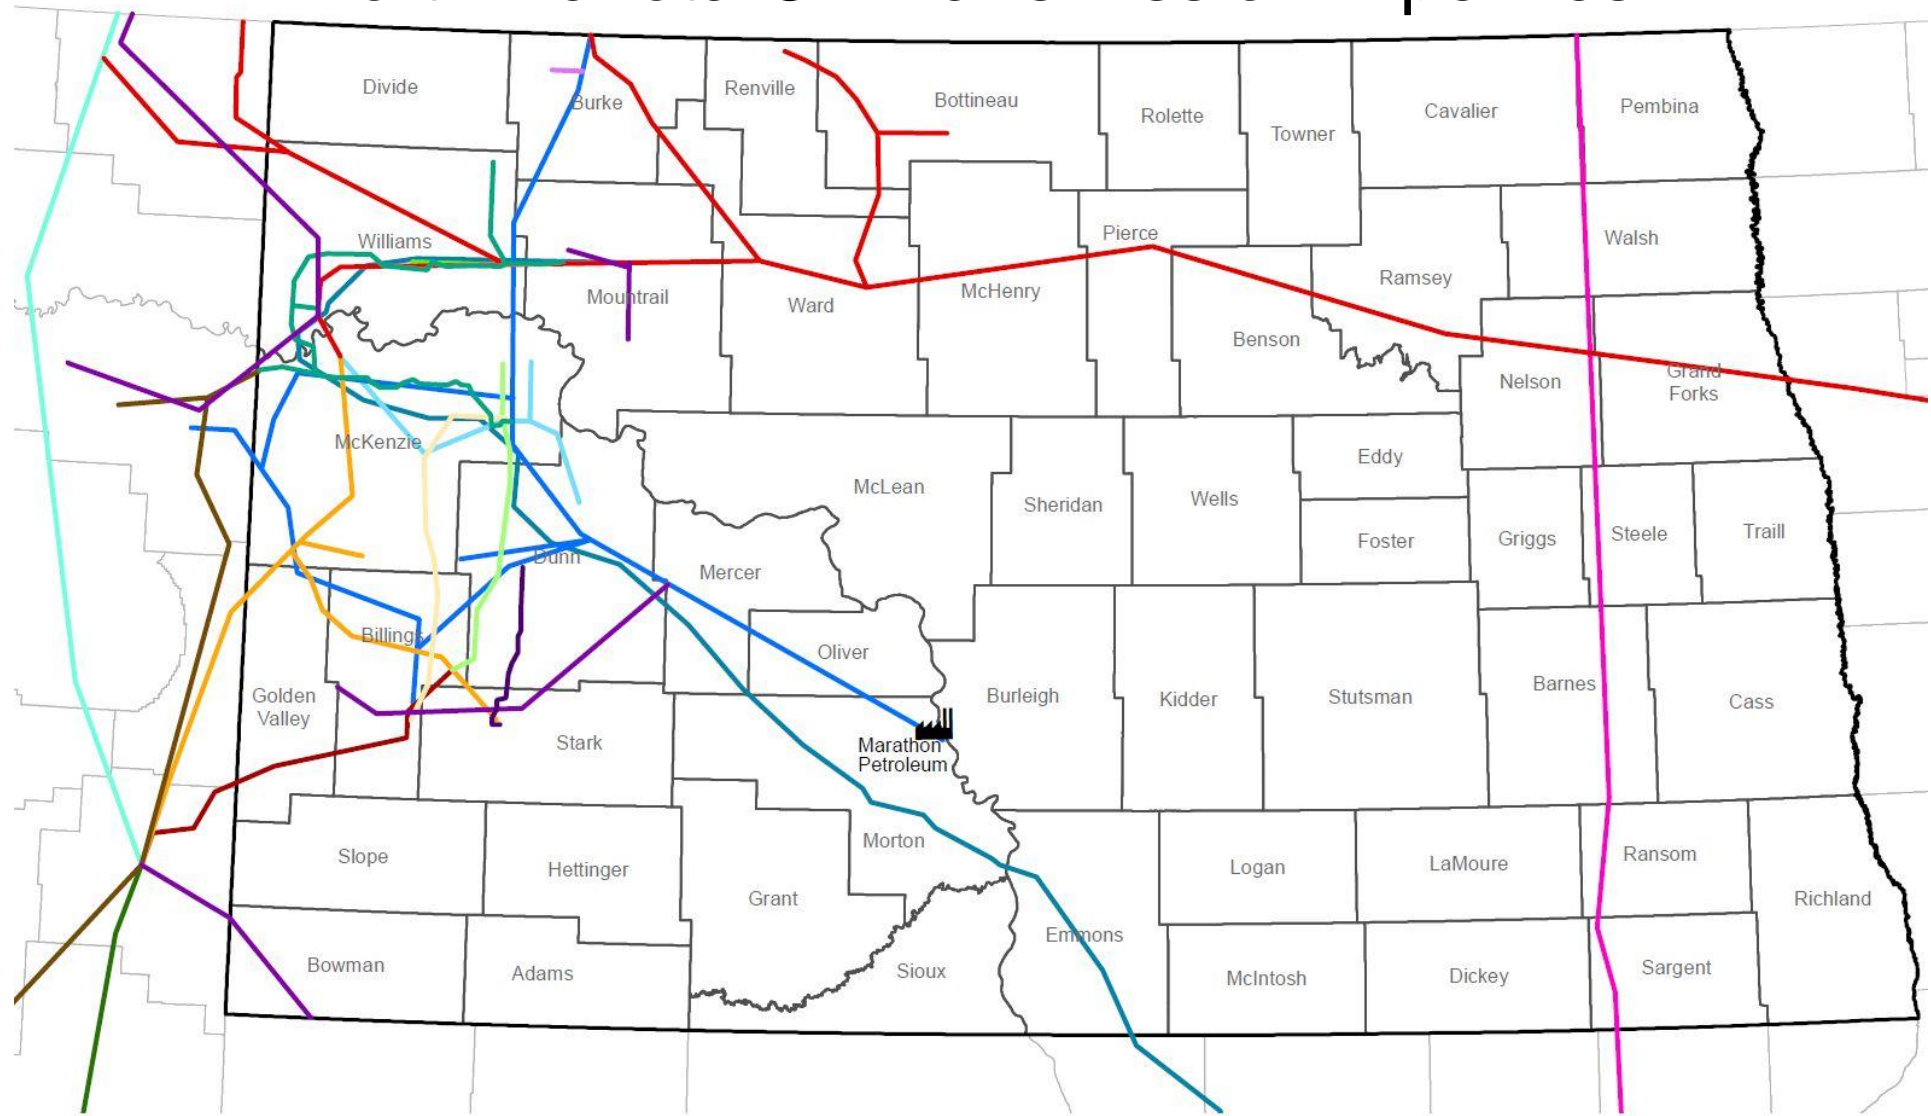 Divide
Burke
Renville
Bottineau
Rolette
Towner
Cavalier
Pembina
Williams
Mountrail
Ward
McHenry
Pierce
Benson
Ramsey
Walsh
Nelson
Grand
Forks
McKenzie
McLean
Sheridan
Wells
Eddy
Foster
Griggs
Steele
Traill
Dunn
Mercer
Oliver
Billings
Golden
Valley
Stark
Marathon
Petroleum
Burleigh
Kidder
Stutsman
Barnes
Cass
Slope
Hettinger
Grant
Morton
Emmons
Logan
LaMoure
Ransom
Richland
Bowman
Adams
Sioux
McIntosh
Dickey
Sargent